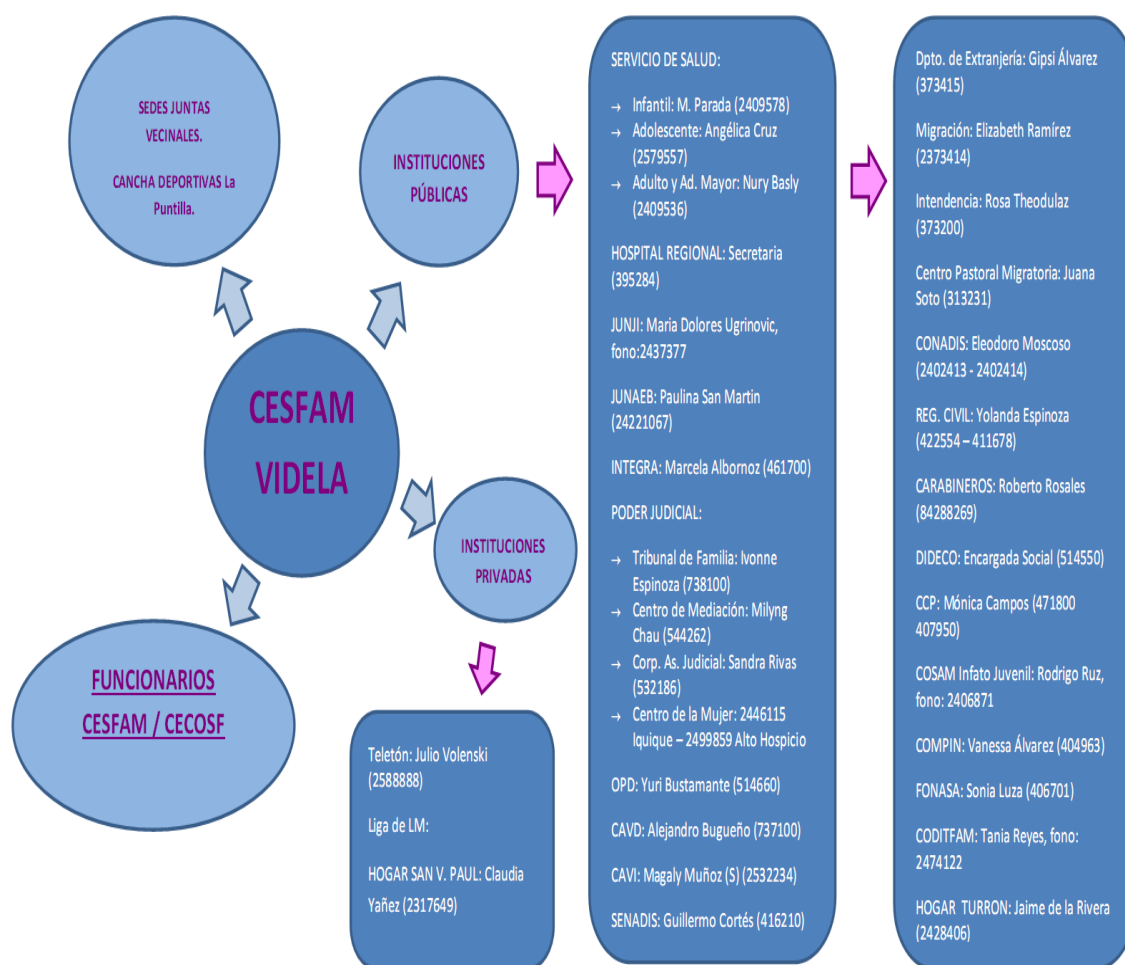 SEDES JUNTAS
VECINALES.
CANCHA DEPORTIVAS La
Puntilla.
INSTITUCIONES
PÚBLICAS
CESFAM
VIDELA
INSTITUCIONES
PRIVADAS
FUNCIONARIOS
CESFAM / CECOSF
Teletón: Julio Volenski
(2588888)
Liga de LM:
HOGAR SAN V. PAUL: Claudia
Yañez (2317649)
SERVICIO DE SALUD:
→ Infantil: M. Parada (2409578)
→ Adolescente: Angélica Cruz
(2579557)
→ Adulto y Ad. Mayor: Nury Basly
(2409536)
HOSPITAL REGIONAL: Secretaria
(395284)
JUNJI: Maria Dolores Ugrinovic,
fono:2437377
JUNAEB: Paulina San Martin
(24221067)
INTEGRA: Marcela Albornoz (461700)
PODER JUDICIAL:
→ Tribunal de Familia: Ivonne
Espinoza (738100)
→ Centro de Mediación: Milyng
Chau (544262)
→ Corp. As. Judicial: Sandra Rivas
(532186)
→ Centro de la Mujer: 2446115
Iquique – 2499859 Alto Hospicio
OPD: Yuri Bustamante (514660)
CAVD: Alejandro Bugueño (737100)
CAVI: Magaly Muñoz (S) (2532234)
SENADIS: Guillermo Cortés (416210)
Dpto. de Extranjería: Gipsi Álvarez
(373415)
Migración: Elizabeth Ramírez
(2373414)
Intendencia: Rosa Theodulaz
(373200)
Centro Pastoral Migratoria: Juana
Soto (313231)
CONADIS: Eleodoro Moscoso
(2402413 - 2402414)
REG. CIVIL: Yolanda Espinoza
(422554 – 411678)
CARABINEROS: Roberto Rosales
(84288269)
DIDECO: Encargada Social (514550)
CCP: Mónica Campos (471800
407950)
COSAM Infato Juvenil: Rodrigo Ruz,
fono: 2406871
COMPIN: Vanessa Álvarez (404963)
FONASA: Sonia Luza (406701)
CODITFAM: Tania Reyes, fono:
2474122
HOGAR TURRON: Jaime de la Rivera
(2428406)